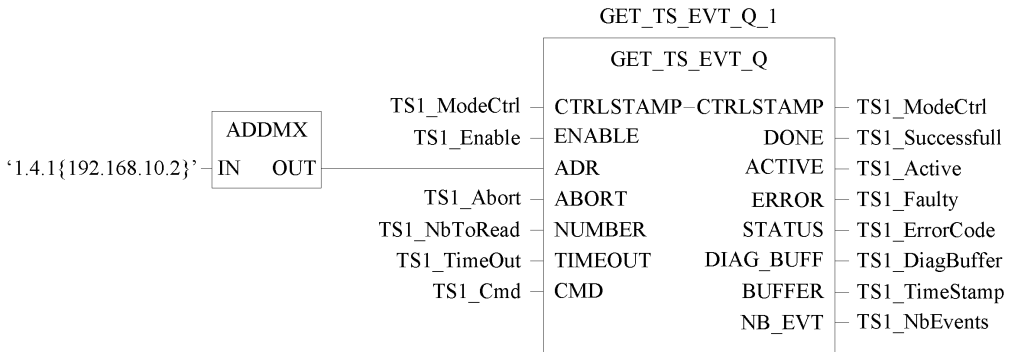 GET_TS_EVT_Q_1
GET_TS_EVT_Q
TS1_ModeCtrl CTRLSTAMP CTRLSTAMP TS1_ModeCtrl
ADDMX
TS1_Enable ENABLE DONE TS1_Successfull
‘1.4.1{192.168.10.2}’ IN OUT ADR ACTIVE TS1_Active
TS1_Abort ABORT ERROR TS1_Faulty
TS1_NbToRead NUMBER STATUS TS1_ErrorCode
TS1_TimeOut TIMEOUT DIAG_BUFF TS1_DiagBuffer
TS1_Cmd CMD BUFFER TS1_TimeStamp
NB_EVT TS1_NbEvents